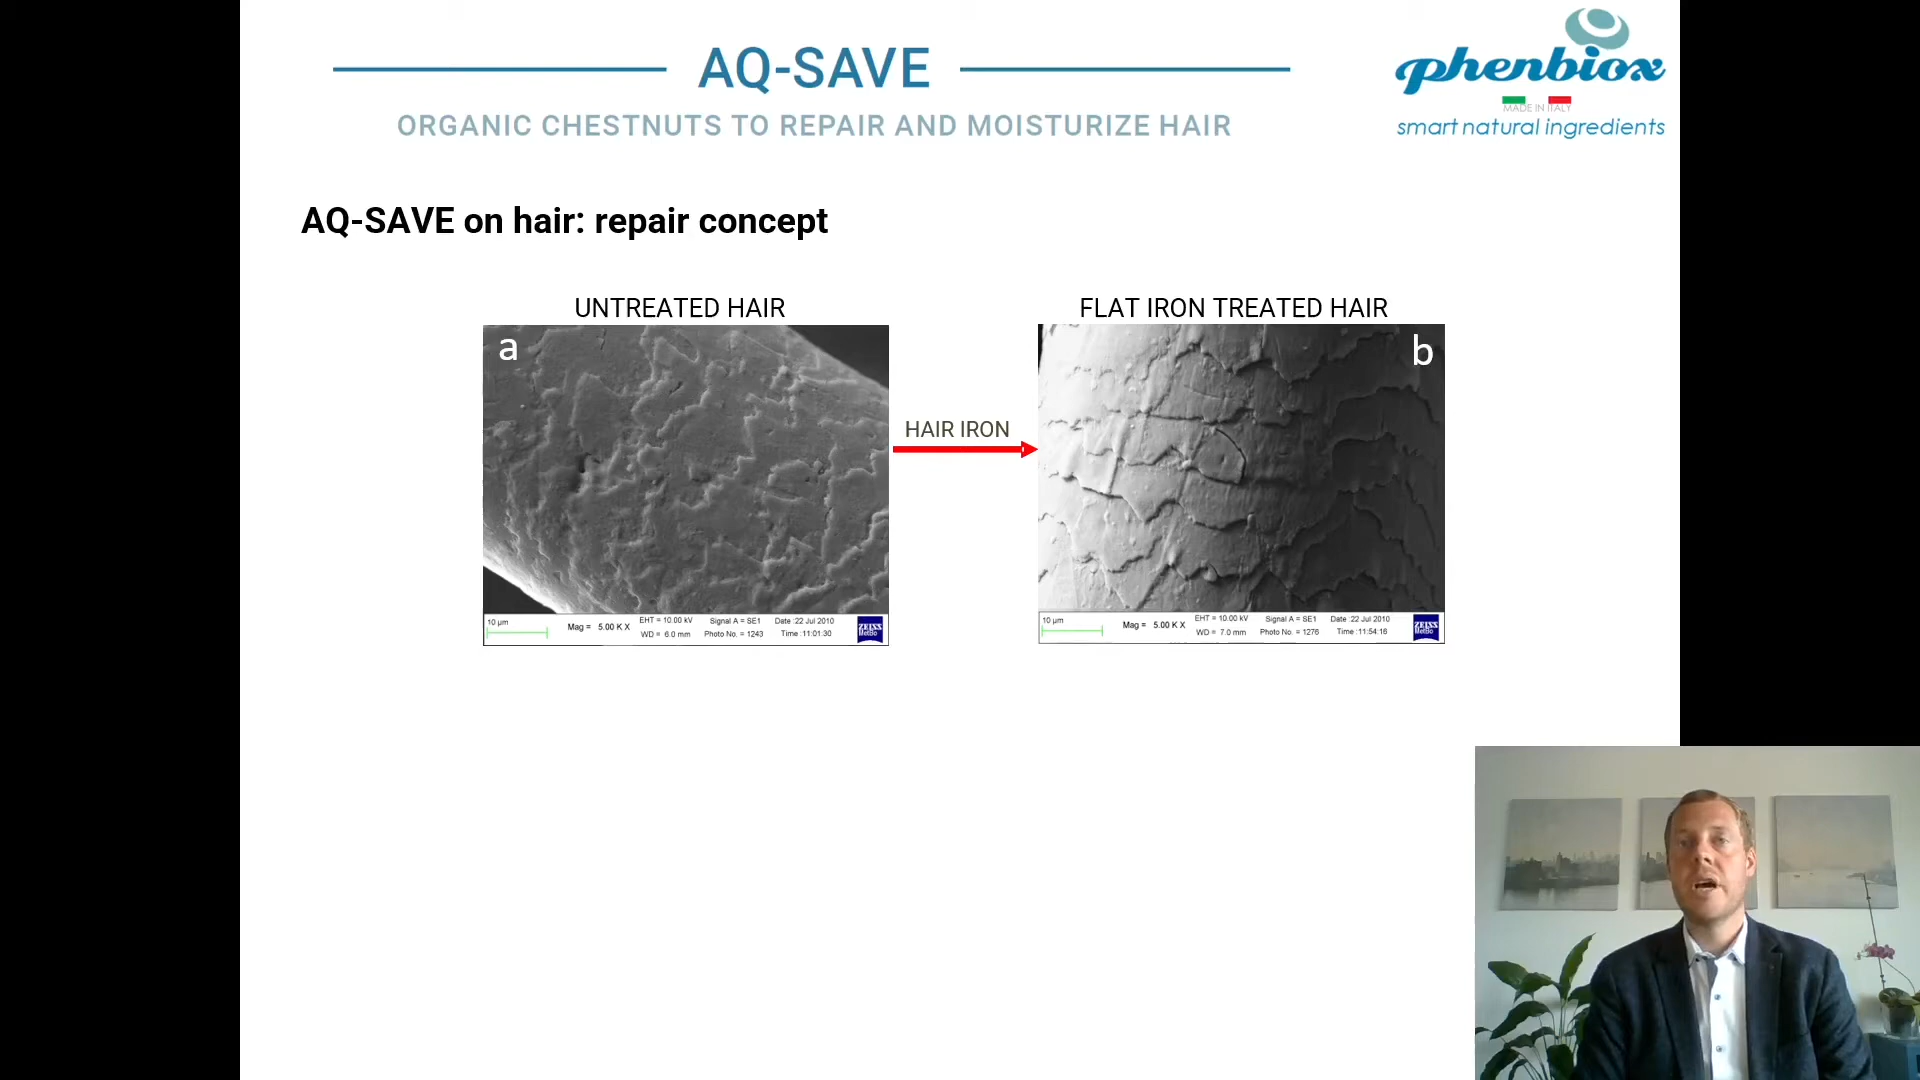 AQ-SAVE
ORGANIC CHESTNUTS TO REPAIR AND MOISTURIZE HAIR
phenbiox
MADE IN ITALY
smart natural ingredients
AQ-SAVE on hair: repair concept
UNTREATED HAIR
a
10 µm
Mag = 5.00 K X
EHT = 10.00 kV
WD = 6.0 mm
Signal A = SE1
Photo No. = 1243
Date :22 Jul 2010
Time :11:01:30
ZEISS
MetBo
HAIR IRON
FLAT IRON TREATED HAIR
b
10 µm
Mag = 5.00 K X
EHT = 10.00 kV
WD = 7.0 mm
Signal A = SE1
Photo No. = 1276
Date :22 Jul 2010
Time :11:54:16
ZEISS
MetBo